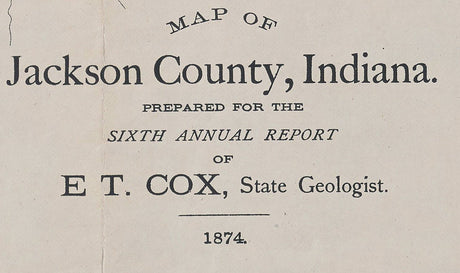 MAP OF
Jackson County, Indiana.
PREPARED FOR THE
SIXTH ANNUAL REPORT
OF
E T. COX, State Geologist.
1874.